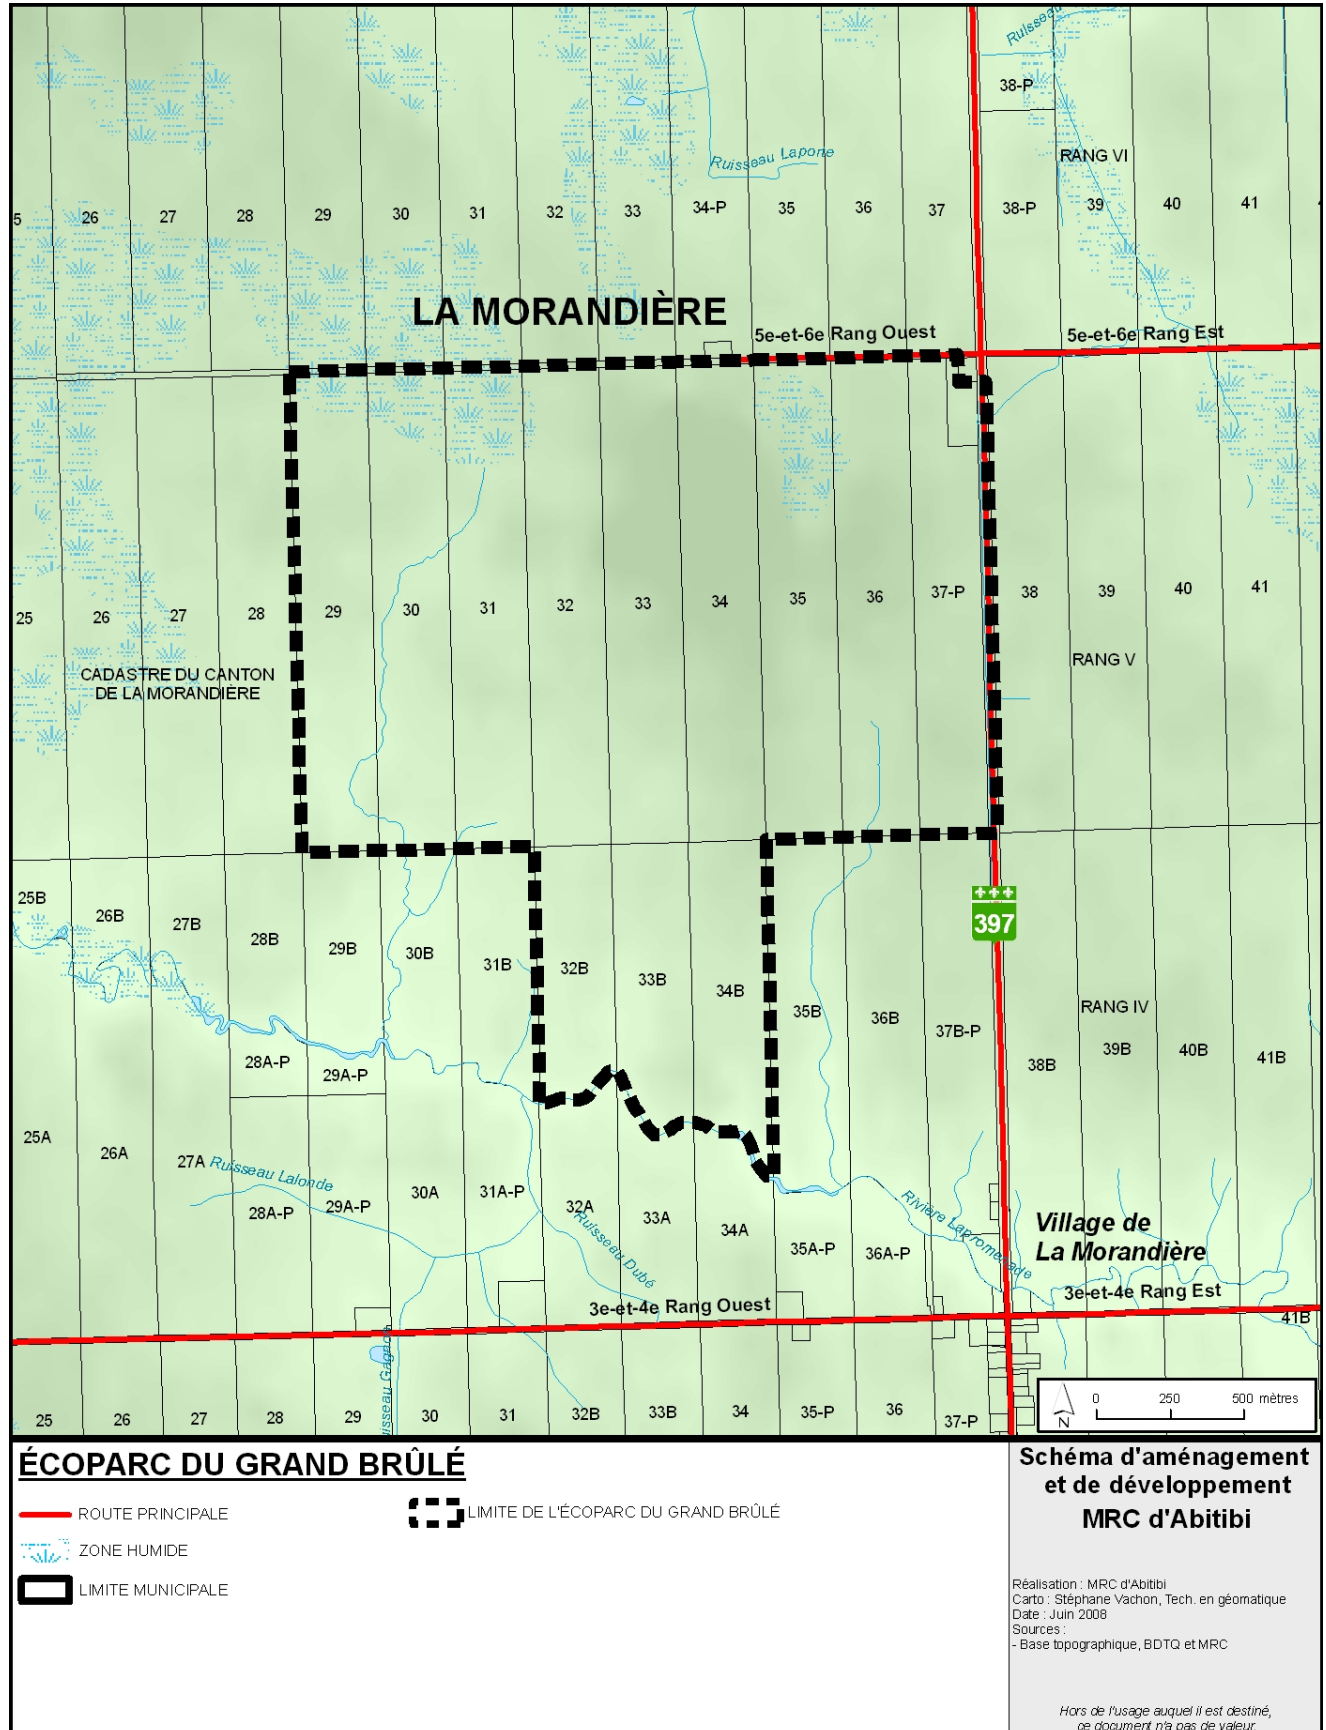 Ruisseau
38-P
RANG VI
Ruisseau Lapone
5
26
27
28
29
30
31
32
33
34-P
35
36
37
38-P
39
40
41
LA MORANDIÈRE
5e-et-6e Rang Ouest
5e-et-6e Rang Est
25
26
27
28
29
30
31
32
33
34
35
36
37-P
38
39
40
41
RANG V
CADASTRE DU CANTON
DE LA MORANDIÈRE
397
25B
26B
27B
28B
29B
30B
31B
32B
33B
34B
35B
36B
37B-P
RANG IV
38B
39B
40B
41B
28A-P
29A-P
25A
26A
27A
Ruisseau Lalonde
28A-P
29A-P
30A
31A-P
32A
33A
34A
35A-P
36A-P
Ruisseau Dubé
Rivière Lapromenade
Village de
La Morandière
3e-et-4e Rang Ouest
3e-et-4e Rang Est
41B
uisseau Gagnon
25
26
27
28
29
30
31
32B
33B
34
35-P
36
37-P
0 250 500 mètres
N
ÉCOPARC DU GRAND BRÛLÉ
ROUTE PRINCIPALE
LIMITE DE L'ÉCOPARC DU GRAND BRÛLÉ
ZONE HUMIDE
LIMITE MUNICIPALE
Schéma d'aménagement
et de développement
MRC d'Abitibi
Réalisation : MRC d'Abitibi
Carto : Stéphane Vachon, Tech. en géomatique
Date : Juin 2008
Sources :
- Base topographique, BDTQ et MRC
Hors de l'usage auquel il est destiné,
ce document n'a pas de valeur.